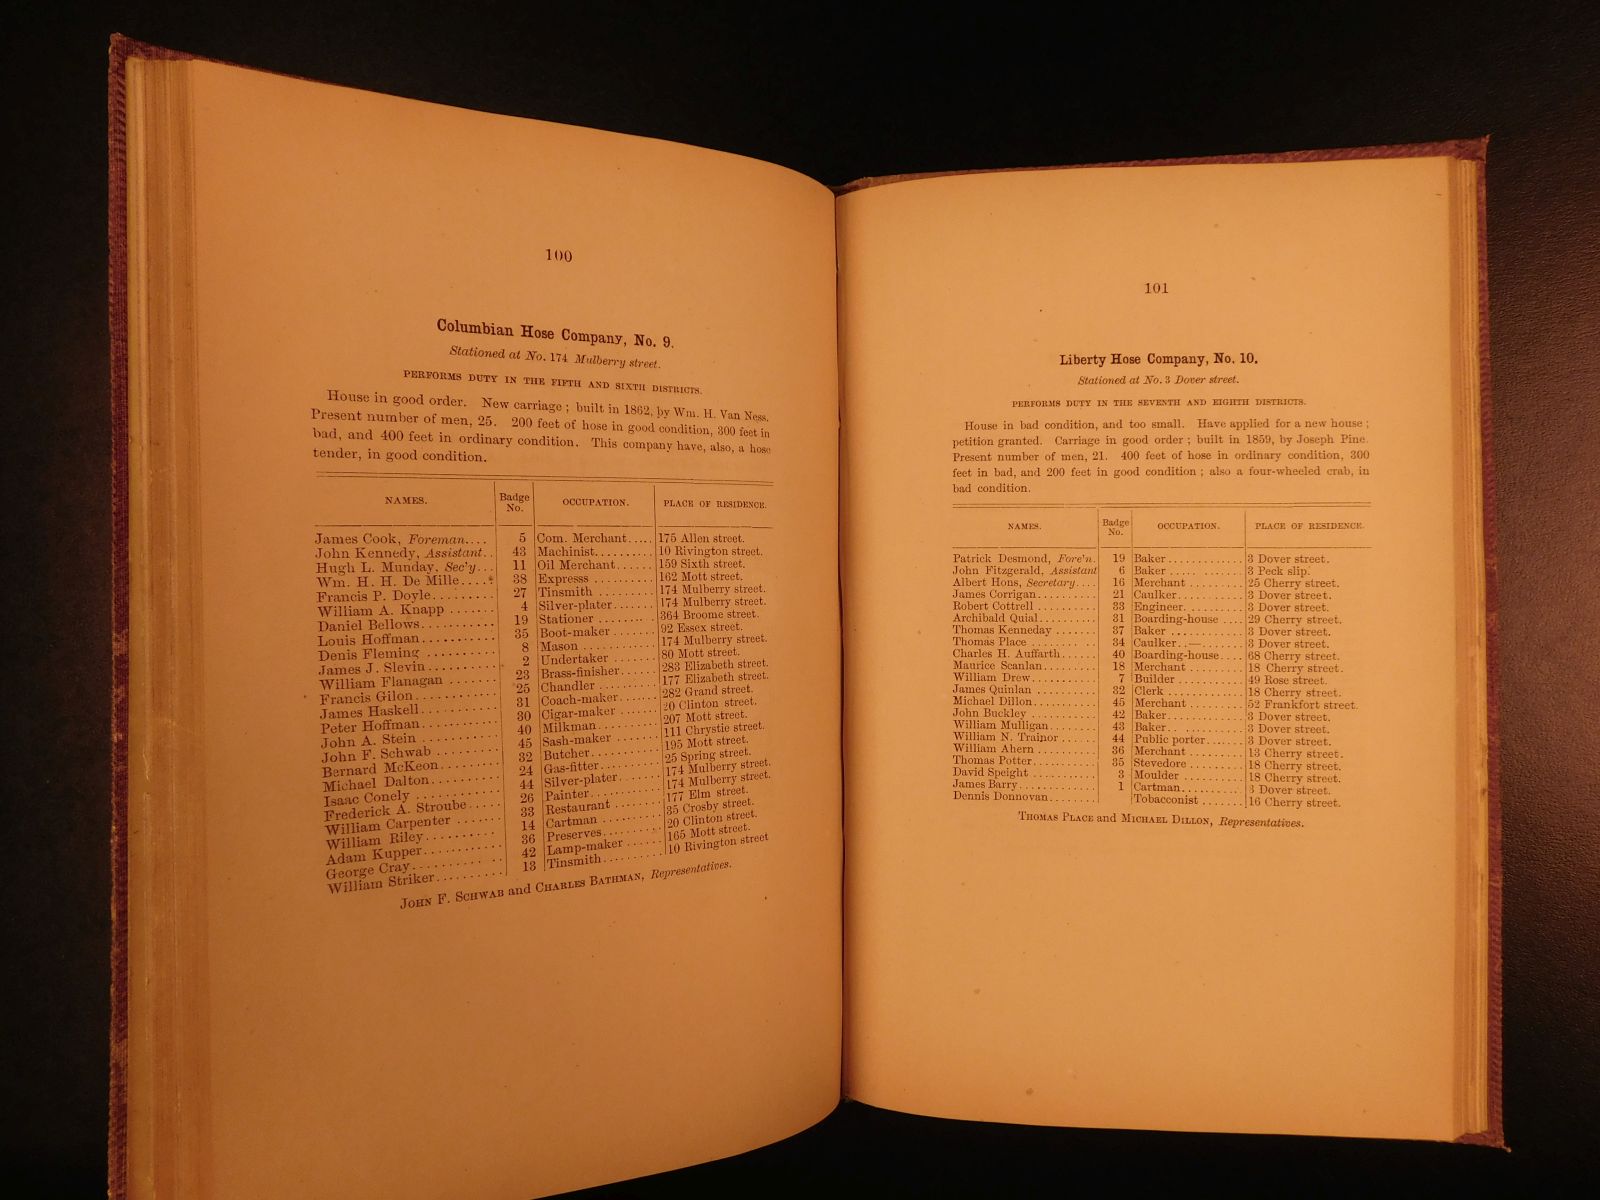 100
Columbian Hose Company, No. 9.
Stationed at No. 174 Mulberry street.
PERFORMS DUTY IN THE FIFTH AND SIXTH DISTRICTS.
House in good order. New carriage ; built in 1862, by Wm. H. Van Ness.
Present number of men, 25. 200 feet of hose in good condition, 300 feet in
bad, and 400 feet in ordinary condition. This company have, also, a hose
tender, in good condition.
NAMES. Badge No. OCCUPATION. PLACE OF RESIDENCE.
James Cook, Foreman.... 5 Com. Merchant..... 175 Allen street.
John Kennedy, Assistant.. 43 Machinist.......... 10 Rivington street.
Hugh L. Munday, Sec'y... 11 Oil Merchant...... 159 Sixth street.
Wm. H. H. De Mille.... 38 Expresss .......... 162 Mott street.
Francis P. Doyle......... 27 Tinsmith ......... 174 Mulberry street.
William A. Knapp ....... 4 Silver-plater....... 174 Mulberry street.
Daniel Bellows........... 19 Stationer ......... 364 Broome street.
Louis Hoffman........... 35 Boot-maker ....... 92 Essex street.
Denis Fleming .......... 8 Mason ............ 174 Mulberry street.
James J. Slevin.......... 2 Undertaker ....... 80 Mott street.
William Flanagan ....... 23 Brass-finisher...... 283 Elizabeth street.
Francis Gilon............ 25 Chandler .......... 177 Elizabeth street.
James Haskell........... 31 Coach-maker...... 282 Grand street.
Peter Hoffman........... 30 Cigar-maker ...... 20 Clinton street.
John A. Stein ........... 40 Milkman.......... 207 Mott street.
John F. Schwab ......... 45 Sash-maker ....... 111 Chrystie street.
Bernard McKeon......... 32 Butcher........... 195 Mott street.
Michael Dalton.......... 24 Gas-fitter.......... 25 Spring street.
Isaac Conely ............ 44 Silver-plater....... 174 Mulberry street.
Frederick A. Stroube..... 26 Painter............ 174 Mulberry street.
William Carpenter ...... 33 Restaurant ........ 177 Elm street.
William Riley........... 14 Cartman .......... 35 Crosby street.
Adam Kupper........... 36 Preserves.......... 20 Clinton street.
George Cray............. 42 Lamp-maker ...... 165 Mott street.
William Striker.......... 13 Tinsmith.......... 10 Rivington street
JOHN F. SCHWAB and CHARLES BATHMAN, Representatives.
101
Liberty Hose Company, No. 10.
Stationed at No. 3 Dover street.
PERFORMS DUTY IN THE SEVENTH AND EIGHTH DISTRICTS.
House in bad condition, and too small. Have applied for a new house ;
petition granted. Carriage in good order ; built in 1859, by Joseph Pine.
Present number of men, 21. 400 feet of hose in ordinary condition, 300
feet in bad, and 200 feet in good condition ; also a four-wheeled crab, in
bad condition.
NAMES. Badge No. OCCUPATION. PLACE OF RESIDENCE.
Patrick Desmond, Fore'n. 19 Baker............. 3 Dover street.
John Fitzgerald, Assistant 6 Baker ............ 3 Peck slip.
Albert Hons, Secretary.... 16 Merchant ......... 25 Cherry street.
James Corrigan.......... 21 Caulker........... 3 Dover street.
Robert Cottrell .......... 33 Engineer.......... 3 Dover street.
Archibald Quial.......... 31 Boarding-house .... 29 Cherry street.
Thomas Kenneday ....... 37 Baker ............ 3 Dover street.
Thomas Place ........... 34 Caulker........... 3 Dover street.
Charles H. Auffarth...... 40 Boarding-house.... 68 Cherry street.
Maurice Scanlan......... 18 Merchant ......... 18 Cherry street.
William Drew........... 7 Builder ........... 49 Rose street.
James Quinlan .......... 32 Clerk ............ 18 Cherry street.
Michael Dillon........... 45 Merchant ......... 52 Frankfort street.
John Buckley ........... 42 Baker............. 3 Dover street.
William Mulligan ....... 43 Baker............. 3 Dover street.
William N. Trainor ...... 44 Public porter...... 3 Dover street.
William Ahern .......... 36 Merchant ......... 13 Cherry street.
Thomas Potter........... 35 Stevedore ......... 18 Cherry street.
David Speight ........... 3 Moulder .......... 18 Cherry street.
James Barry............. 1 Cartman........... 3 Dover street.
Dennis Donnovan........ Tobacconist ....... 16 Cherry street.
THOMAS PLACE and MICHAEL DILLON, Representatives.